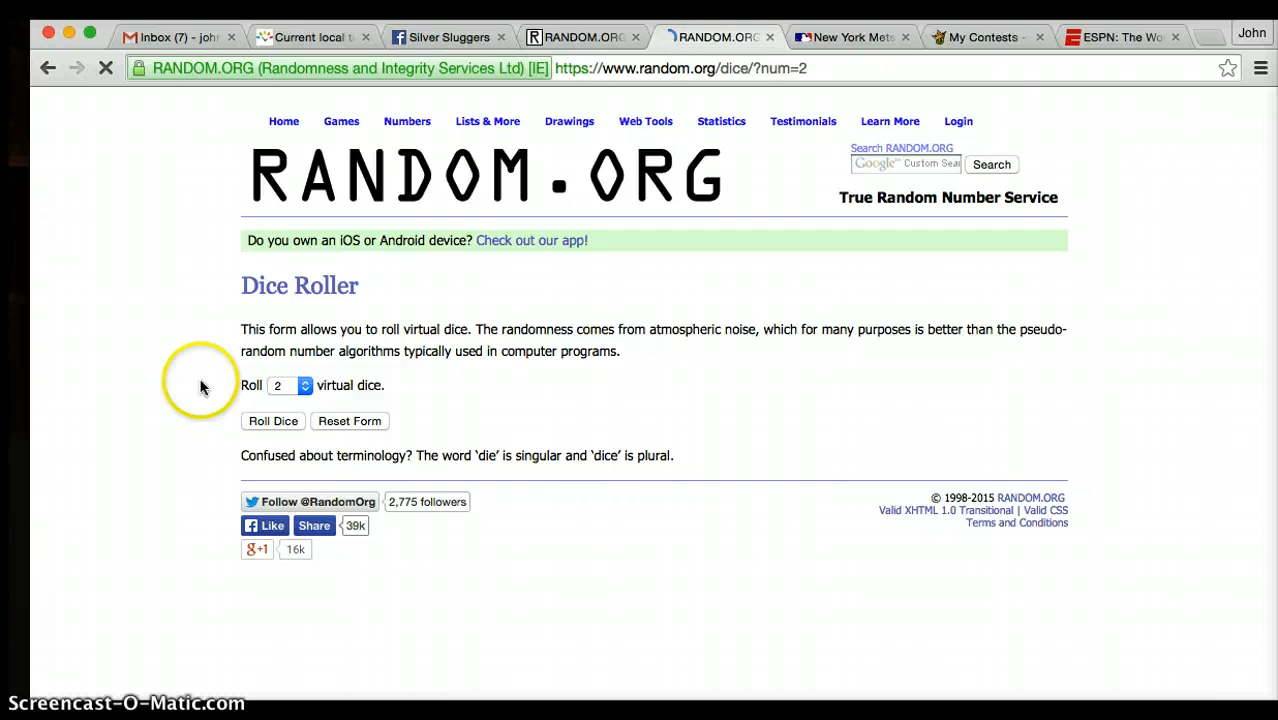 Inbox (7) - john
Current local t
Silver Sluggers
RANDOM.ORG
RANDOM.ORG
New York Mets
My Contests -
ESPN: The Wo
John
RANDOM.ORG (Randomness and Integrity Services Ltd) [IE]
https://www.random.org/dice/?num=2
Home Games Numbers Lists & More Drawings Web Tools Statistics Testimonials Learn More Login
RANDOM.ORG
Search RANDOM.ORG
Google™ Custom Sea
Search
True Random Number Service
Do you own an iOS or Android device? Check out our app!
Dice Roller
This form allows you to roll virtual dice. The randomness comes from atmospheric noise, which for many purposes is better than the pseudo-
random number algorithms typically used in computer programs.
Roll 2 virtual dice.
Roll Dice Reset Form
Confused about terminology? The word ‘die’ is singular and ‘dice’ is plural.
Follow @RandomOrg 2,775 followers
Like Share 39k
g+1 16k
© 1998-2015 RANDOM.ORG
Valid XHTML 1.0 Transitional | Valid CSS
Terms and Conditions
Screencast-O-Matic.com